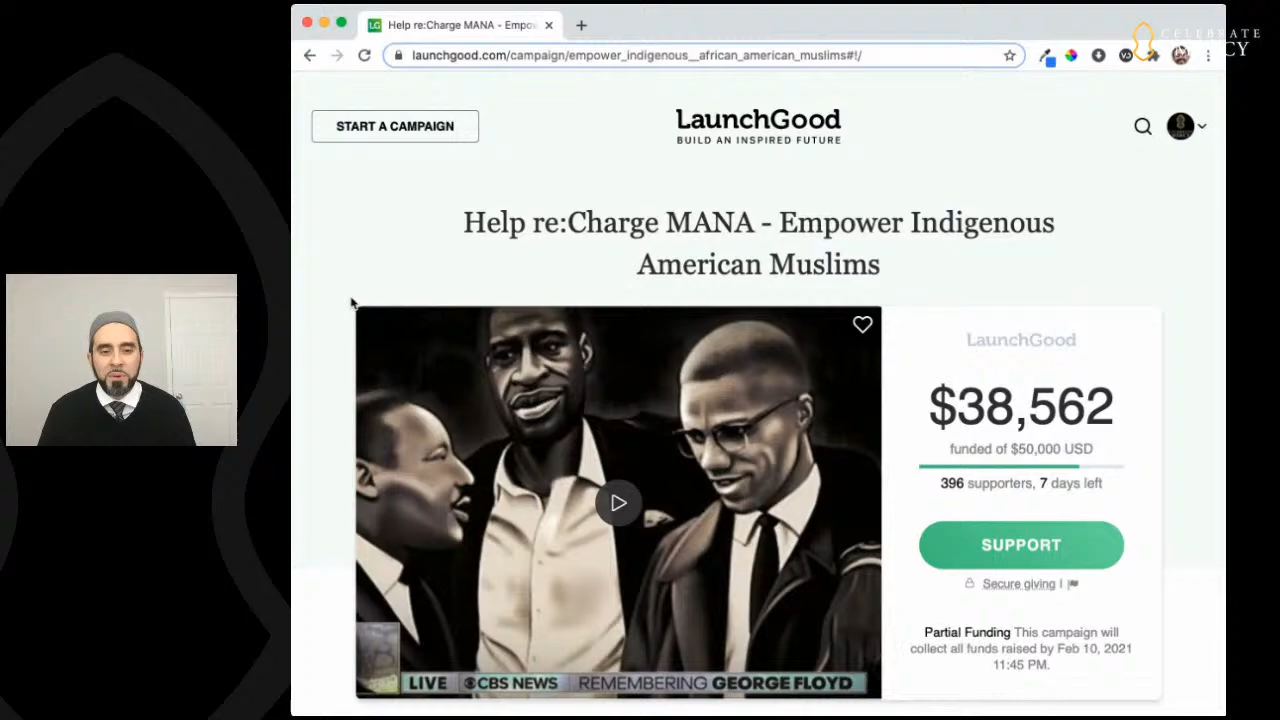 Help re:Charge MANA - Empow
launchgood.com/campaign/empower_indigenous__african_american_muslims#!/
CELEBRATE
CY
START A CAMPAIGN
LaunchGood
BUILD AN INSPIRED FUTURE
Help re:Charge MANA - Empower Indigenous
American Muslims
LaunchGood
$38,562
funded of $50,000 USD
396 supporters, 7 days left
SUPPORT
Secure giving |
Partial Funding This campaign will
collect all funds raised by Feb 10, 2021
11:45 PM.
LIVE CBS NEWS REMEMBERING GEORGE FLOYD